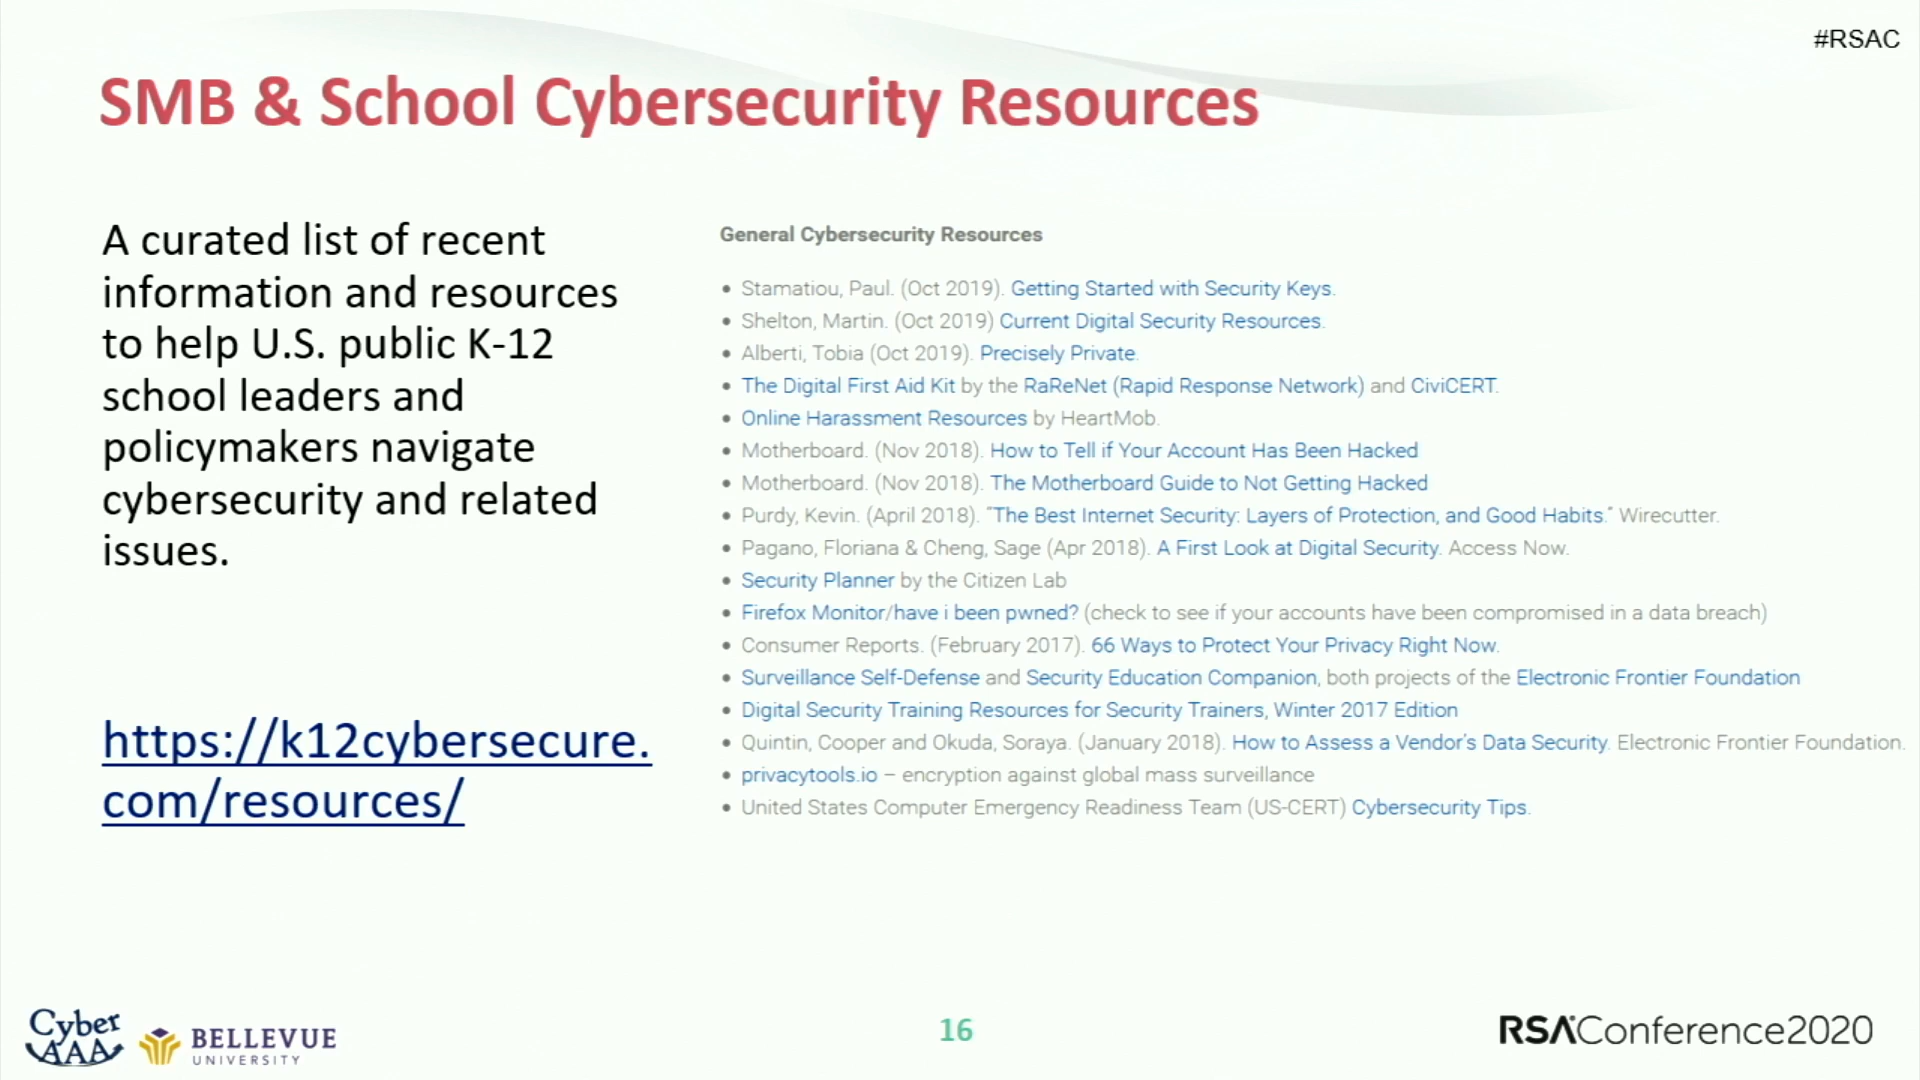 #RSAC
SMB & School Cybersecurity Resources
A curated list of recent
information and resources
to help U.S. public K-12
school leaders and
policymakers navigate
cybersecurity and related
issues.
https://k12cybersecure.
com/resources/
General Cybersecurity Resources
• Stamatiou, Paul. (Oct 2019). Getting Started with Security Keys.
• Shelton, Martin. (Oct 2019) Current Digital Security Resources.
• Alberti, Tobia (Oct 2019). Precisely Private.
• The Digital First Aid Kit by the RaReNet (Rapid Response Network) and CiviCERT.
• Online Harassment Resources by HeartMob.
• Motherboard. (Nov 2018). How to Tell if Your Account Has Been Hacked
• Motherboard. (Nov 2018). The Motherboard Guide to Not Getting Hacked
• Purdy, Kevin. (April 2018). "The Best Internet Security: Layers of Protection, and Good Habits." Wirecutter.
• Pagano, Floriana & Cheng, Sage (Apr 2018). A First Look at Digital Security. Access Now.
• Security Planner by the Citizen Lab
• Firefox Monitor/have i been pwned? (check to see if your accounts have been compromised in a data breach)
• Consumer Reports. (February 2017). 66 Ways to Protect Your Privacy Right Now.
• Surveillance Self-Defense and Security Education Companion, both projects of the Electronic Frontier Foundation
• Digital Security Training Resources for Security Trainers, Winter 2017 Edition
• Quintin, Cooper and Okuda, Soraya. (January 2018). How to Assess a Vendor's Data Security. Electronic Frontier Foundation.
• privacytools.io – encryption against global mass surveillance
• United States Computer Emergency Readiness Team (US-CERT) Cybersecurity Tips.
Cyber
AAA
BELLEVUE
UNIVERSITY
16
RSAConference2020